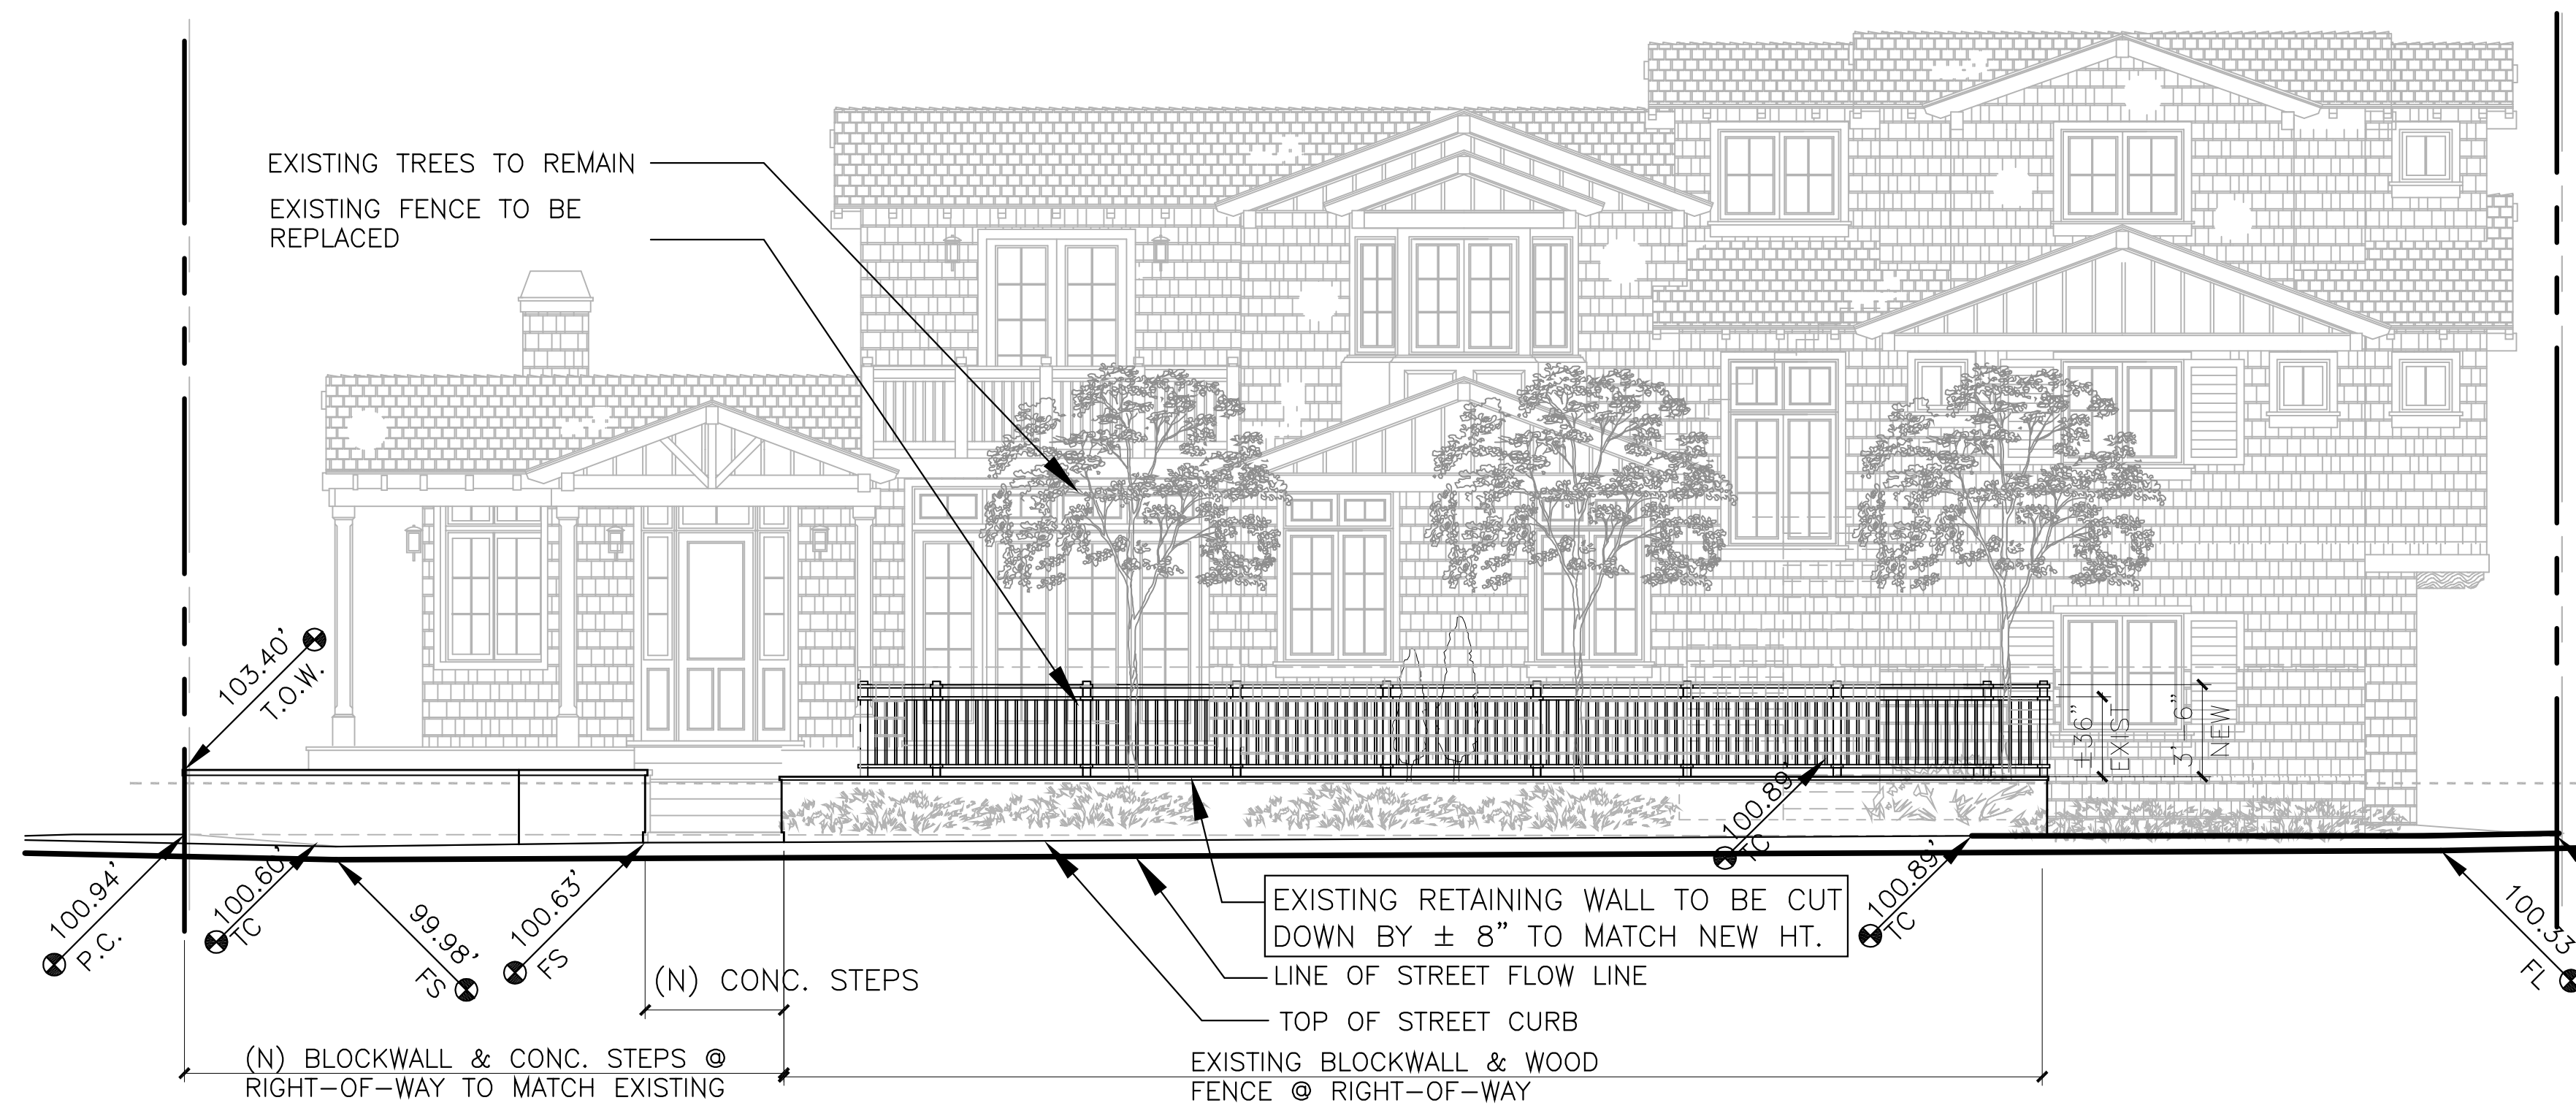 EXISTING TREES TO REMAIN
EXISTING FENCE TO BE
REPLACED
103.40'
T.O.W.
±36"
EXIST
3'-6"
NEW
100.89'
TC
100.94'
P.C.
100.60'
TC
99.98'
FS
100.63'
FS
100.89'
TC
100.33
FL
EXISTING RETAINING WALL TO BE CUT
DOWN BY ± 8" TO MATCH NEW HT.
(N) CONC. STEPS
LINE OF STREET FLOW LINE
TOP OF STREET CURB
(N) BLOCKWALL & CONC. STEPS @
RIGHT-OF-WAY TO MATCH EXISTING
EXISTING BLOCKWALL & WOOD
FENCE @ RIGHT-OF-WAY